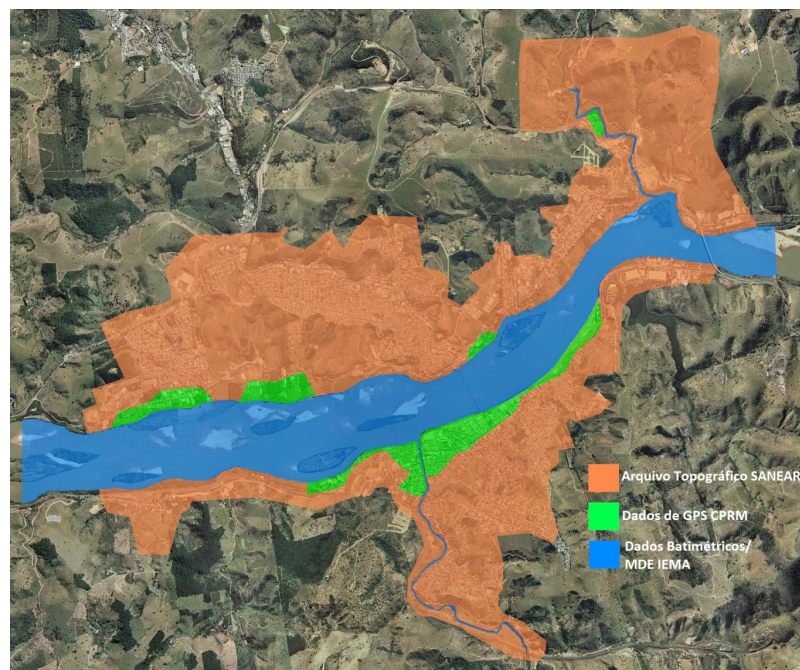 Arquivo Topográfico SANEAR
Dados de GPS CPRM
Dados Batimétricos/
MDE IEMA